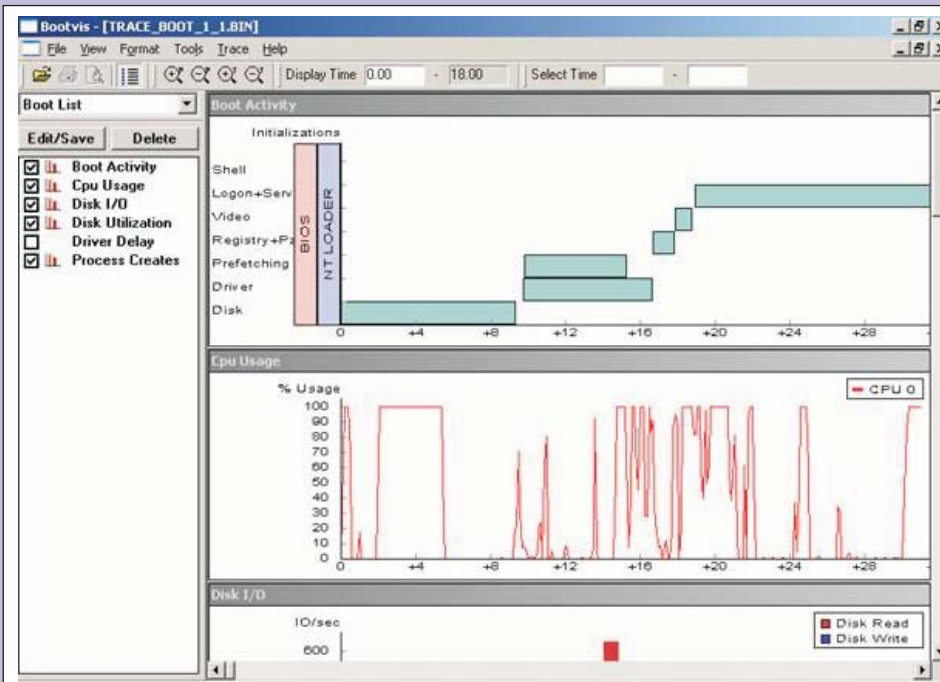 Bootvis - [TRACE_BOOT_1_1.BIN]
File View Format Tools Trace Help
Display Time 0.00 - 18.00 Select Time -
Boot List
Edit/Save Delete
Boot Activity
Cpu Usage
Disk I/O
Disk Utilization
Driver Delay
Process Creates
Boot Activity
Initializations
Shell
Logon+Serv
Video
Registry+Pa
Prefetching
Driver
Disk
BIOS
NT LOADER
0 +4 +8 +12 +16 +20 +24 +28
Cpu Usage
% Usage
CPU 0
100
90
80
70
60
50
40
30
20
10
0
0 +4 +8 +12 +16 +20 +24 +28
Disk I/O
IO/sec
600
Disk Read
Disk Write